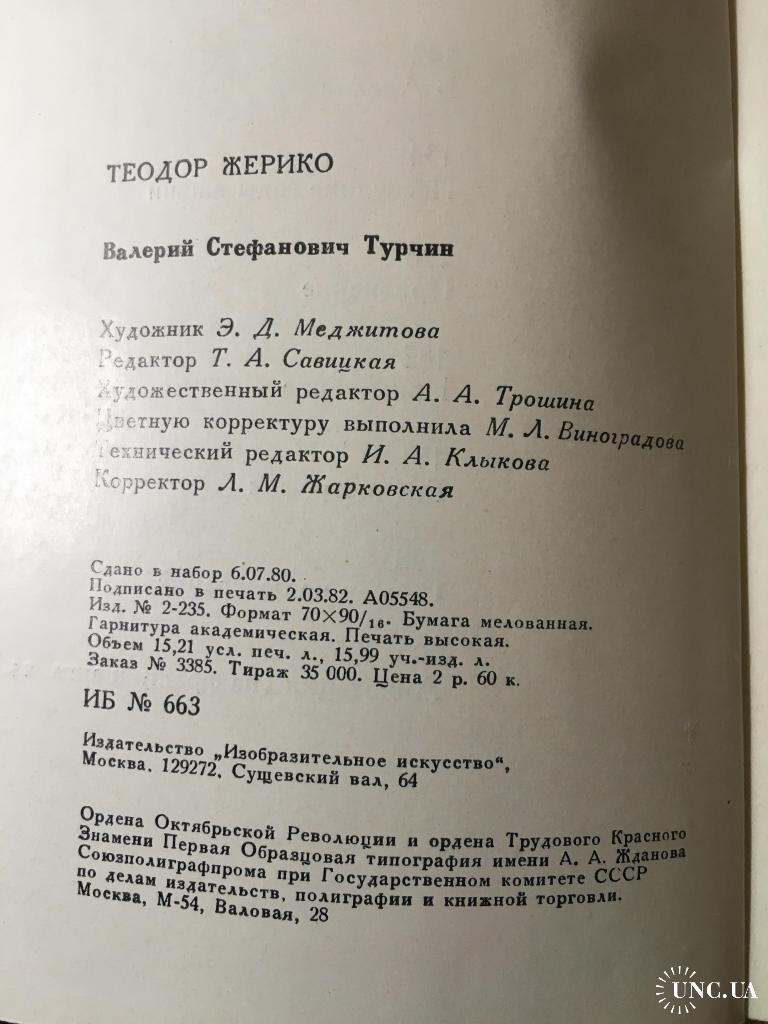 ТЕОДОР ЖЕРИКО
Валерий Стефанович Турчин
Художник Э. Д. Меджитова
Редактор Т. А. Савицкая
Художественный редактор А. А. Трошина
Цветную корректуру выполнила М. Л. Виноградова
Технический редактор И. А. Клыкова
Корректор Л. М. Жарковская
Сдано в набор 6.07.80.
Подписано в печать 2.03.82. А05548.
Изд. № 2-235. Формат 70×90/16. Бумага мелованная.
Гарнитура академическая. Печать высокая.
Объем 15,21 усл. печ. л., 15,99 уч.-изд. л.
Заказ № 3385. Тираж 35 000. Цена 2 р. 60 к.
ИБ № 663
Издательство „Изобразительное искусство“,
Москва. 129272, Сущевский вал, 64
Ордена Октябрьской Революции и ордена Трудового Красного
Знамени Первая Образцовая типография имени А. А. Жданова
Союзполиграфпрома при Государственном комитете СССР
по делам издательств, полиграфии и книжной торговли.
Москва, М-54, Валовая, 28
UNC.UA